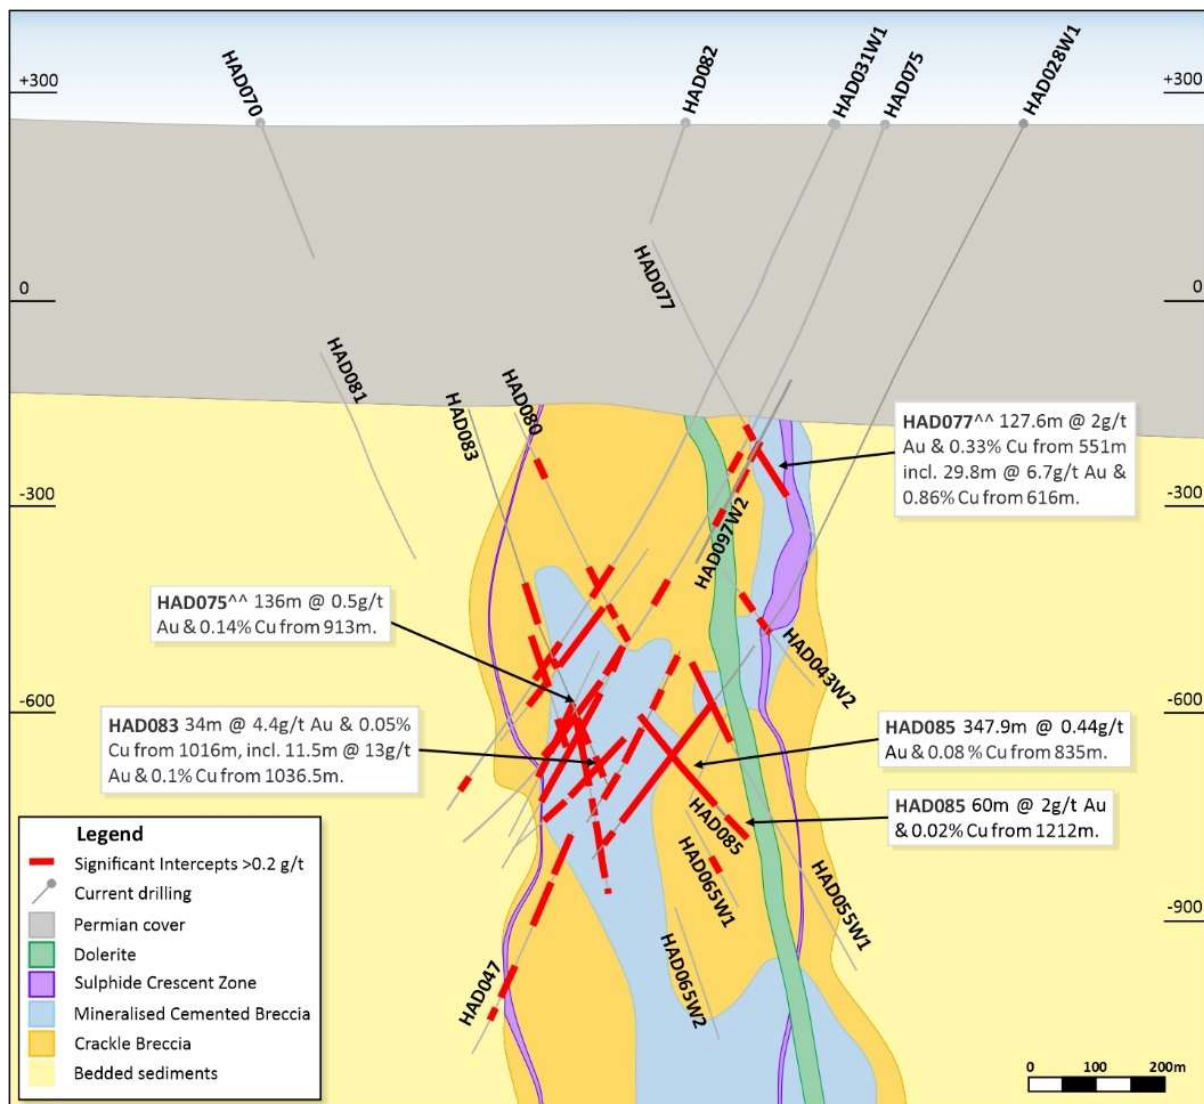 HAD070
HAD082
HAD031W1
HAD075
HAD028W1
+300
+300
HAD077
0
0
HAD081
HAD083
HAD080
HAD097W2
HAD077^^ 127.6m @ 2g/t
Au & 0.33% Cu from 551m
incl. 29.8m @ 6.7g/t Au &
0.86% Cu from 616m.
-300
-300
HAD075^^ 136m @ 0.5g/t
Au & 0.14% Cu from 913m.
HAD043W2
-600
-600
HAD083 34m @ 4.4g/t Au & 0.05%
Cu from 1016m, incl. 11.5m @ 13g/t
Au & 0.1% Cu from 1036.5m.
HAD085 347.9m @ 0.44g/t
Au & 0.08% Cu from 835m.
HAD085 60m @ 2g/t Au
& 0.02% Cu from 1212m.
HAD085
HAD065W1
HAD055W1
-900
HAD047
HAD065W2
Legend
Significant Intercepts >0.2 g/t
Current drilling
Permian cover
Dolerite
Sulphide Crescent Zone
Mineralised Cemented Breccia
Crackle Breccia
Bedded sediments
0 100 200m